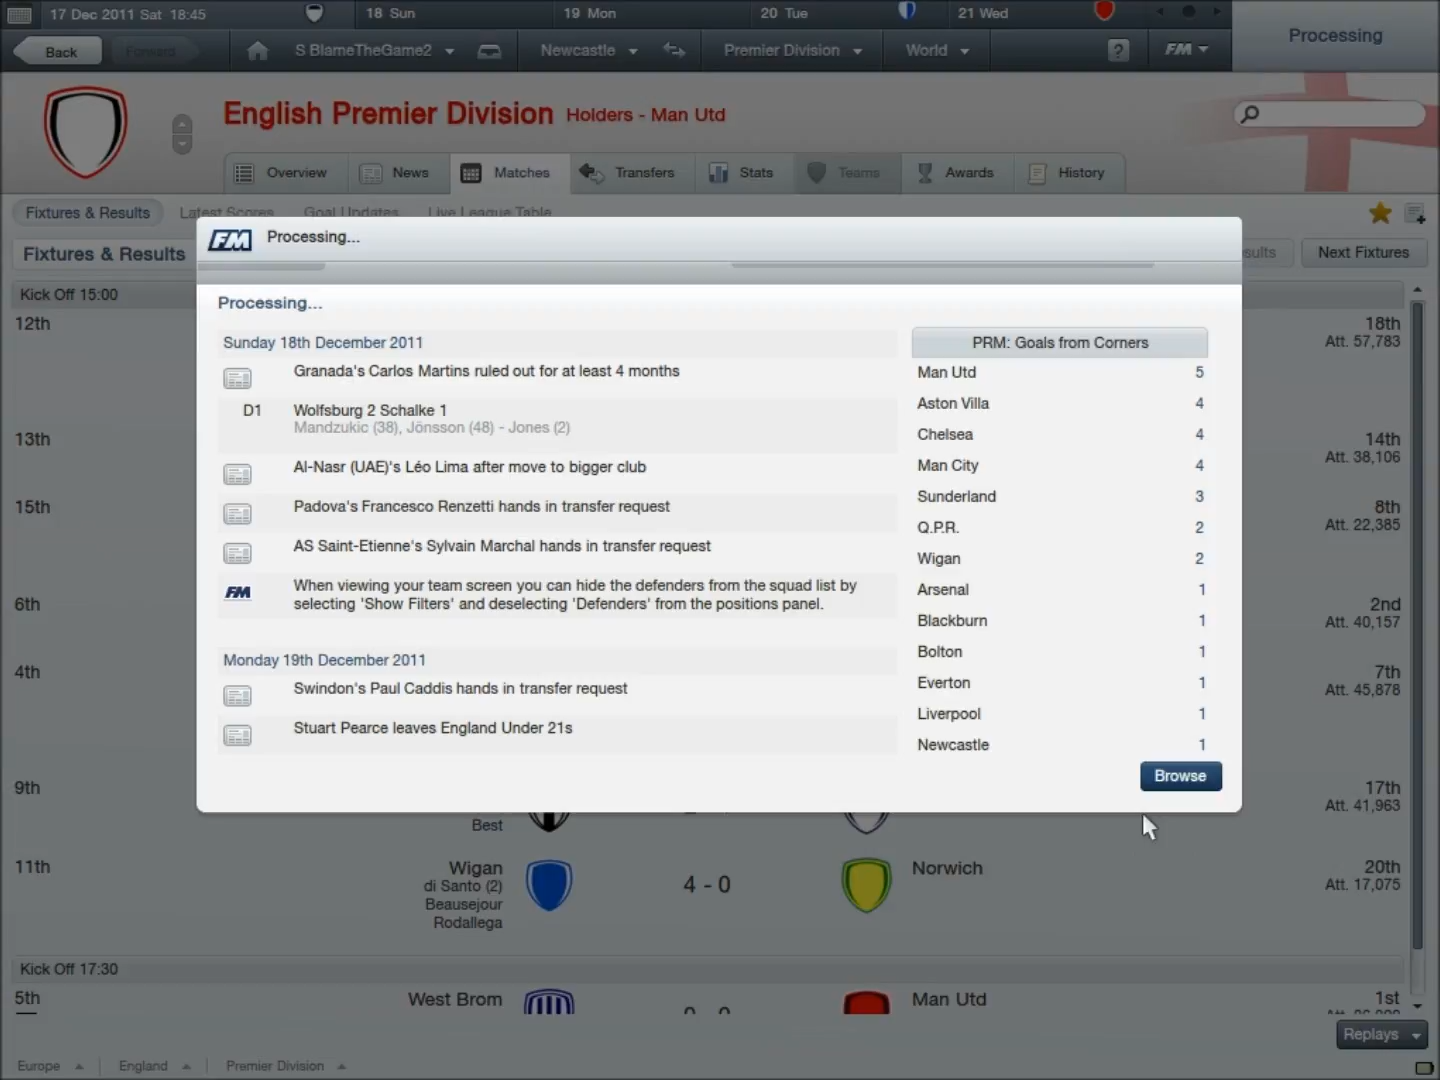 17 Dec 2011 Sat 18:45
18 Sun
19 Mon
20 Tue
21 Wed
Processing
Back
Forward
S BlameTheGame2
Newcastle
Premier Division
World
?
FM
English Premier Division
Holders - Man Utd
Overview
News
Matches
Transfers
Stats
Teams
Awards
History
Fixtures & Results
Latest Scores
Goal Updates
Live League Table
Fixtures & Results
Next Fixtures
Kick Off 15:00
FM
Processing...
Processing...
Sunday 18th December 2011
Granada's Carlos Martins ruled out for at least 4 months
D1
Wolfsburg 2 Schalke 1
Mandzukic (38), Jönsson (48) - Jones (2)
Al-Nasr (UAE)'s Léo Lima after move to bigger club
Padova's Francesco Renzetti hands in transfer request
AS Saint-Etienne's Sylvain Marchal hands in transfer request
FM
When viewing your team screen you can hide the defenders from the squad list by
selecting 'Show Filters' and deselecting 'Defenders' from the positions panel.
Monday 19th December 2011
Swindon's Paul Caddis hands in transfer request
Stuart Pearce leaves England Under 21s
PRM: Goals from Corners
Man Utd 5
Aston Villa 4
Chelsea 4
Man City 4
Sunderland 3
Q.P.R. 2
Wigan 2
Arsenal 1
Blackburn 1
Bolton 1
Everton 1
Liverpool 1
Newcastle 1
Browse
12th
18th
Att. 57,783
13th
14th
Att. 38,106
15th
8th
Att. 22,385
6th
2nd
Att. 40,157
4th
7th
Att. 45,878
9th
17th
Att. 41,963
Best
11th
Wigan
4 - 0
Norwich
20th
di Santo (2)
Att. 17,075
Beausejour
Rodallega
Kick Off 17:30
5th
West Brom
Man Utd
1st
Replays
Europe
England
Premier Division